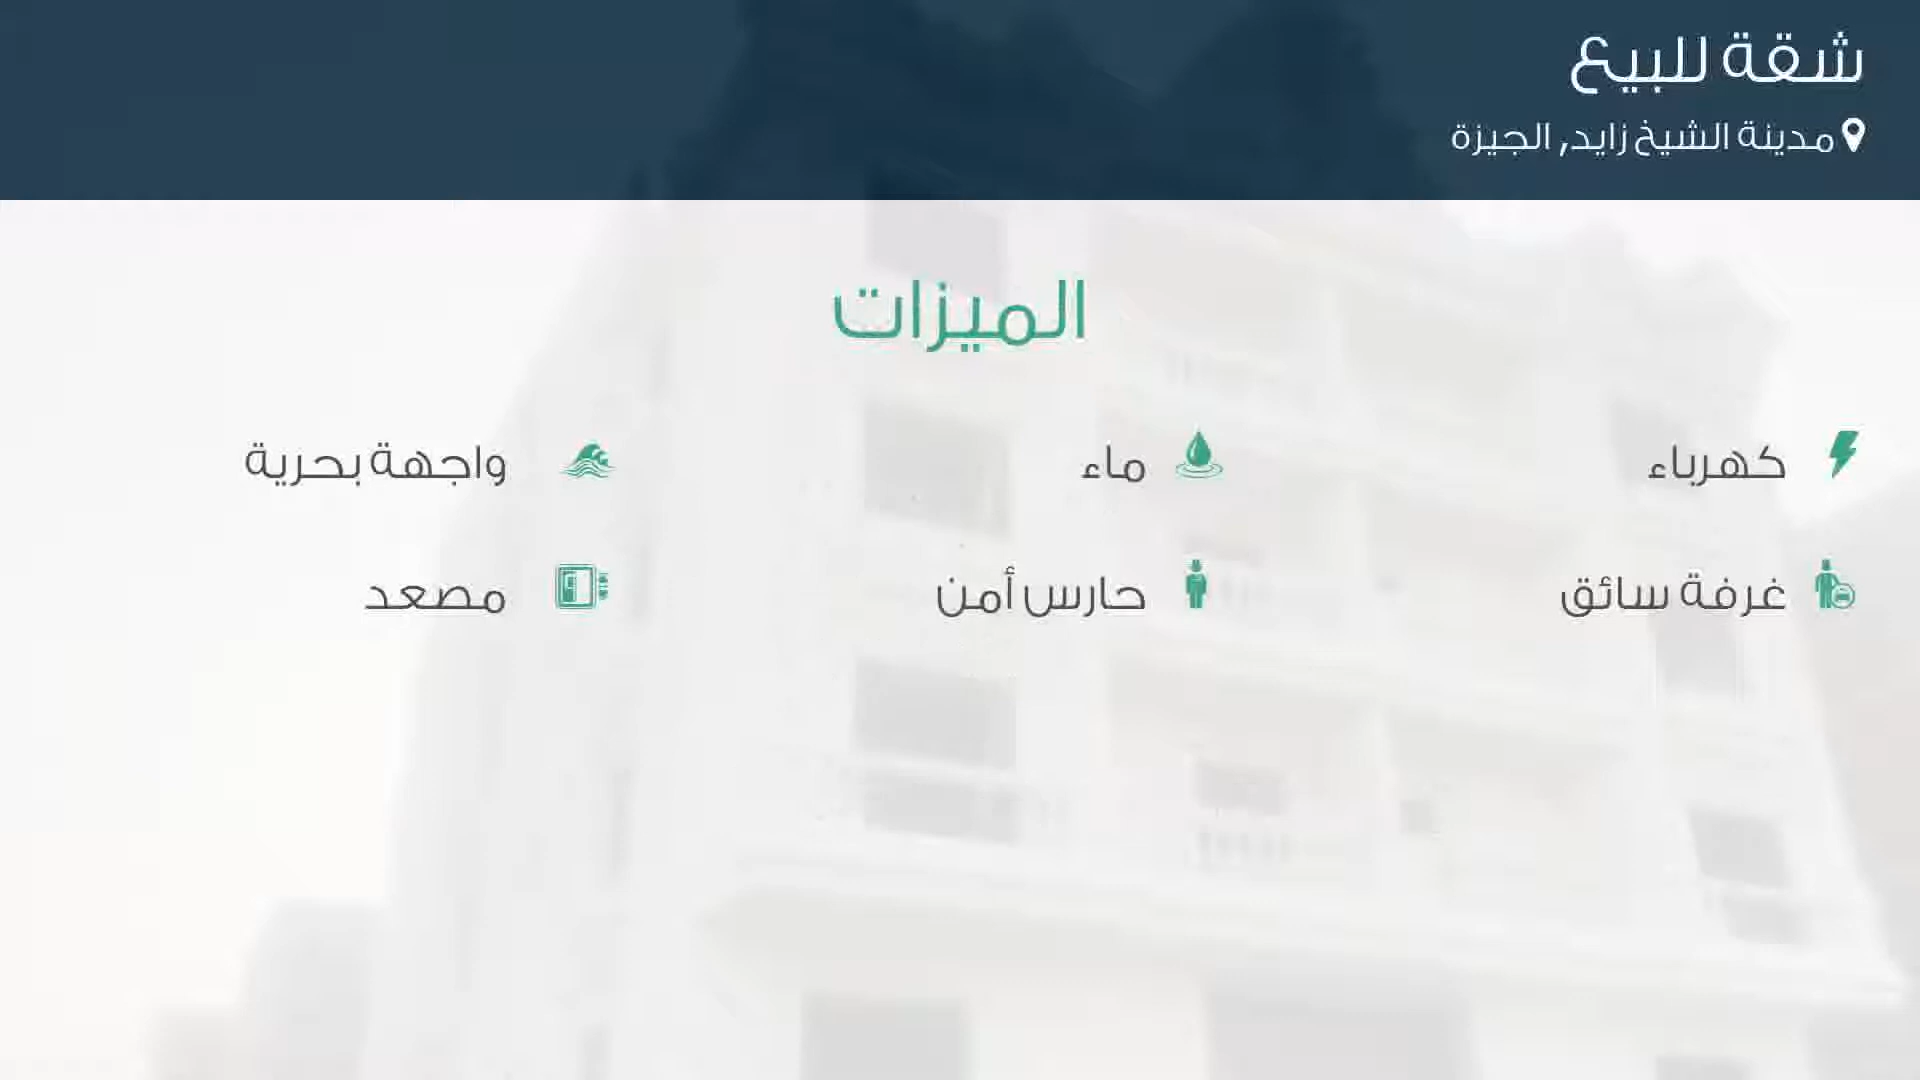 شقة للبيع
مدينة الشيخ زايد, الجيزة
الميزات
كهرباء
ماء
واجهة بحرية
غرفة سائق
حارس أمن
مصعد